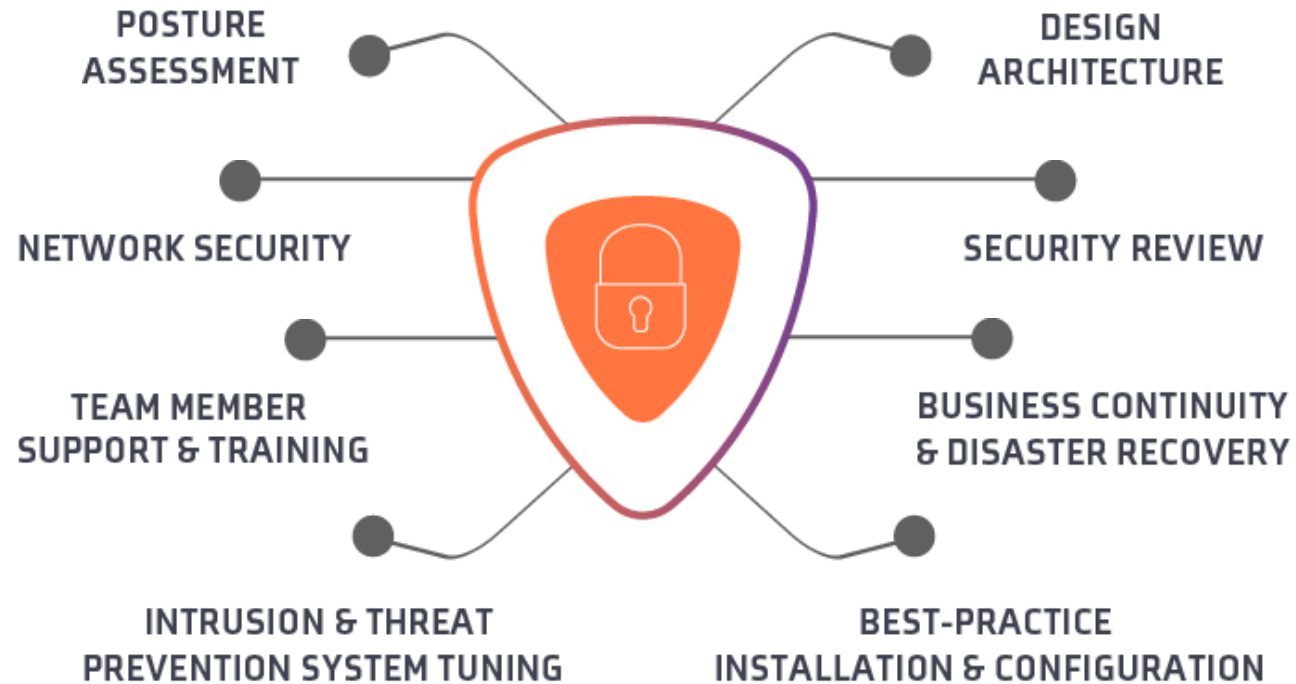 POSTURE
ASSESSMENT
DESIGN
ARCHITECTURE
NETWORK SECURITY
SECURITY REVIEW
TEAM MEMBER
SUPPORT & TRAINING
BUSINESS CONTINUITY
& DISASTER RECOVERY
INTRUSION & THREAT
PREVENTION SYSTEM TUNING
BEST-PRACTICE
INSTALLATION & CONFIGURATION